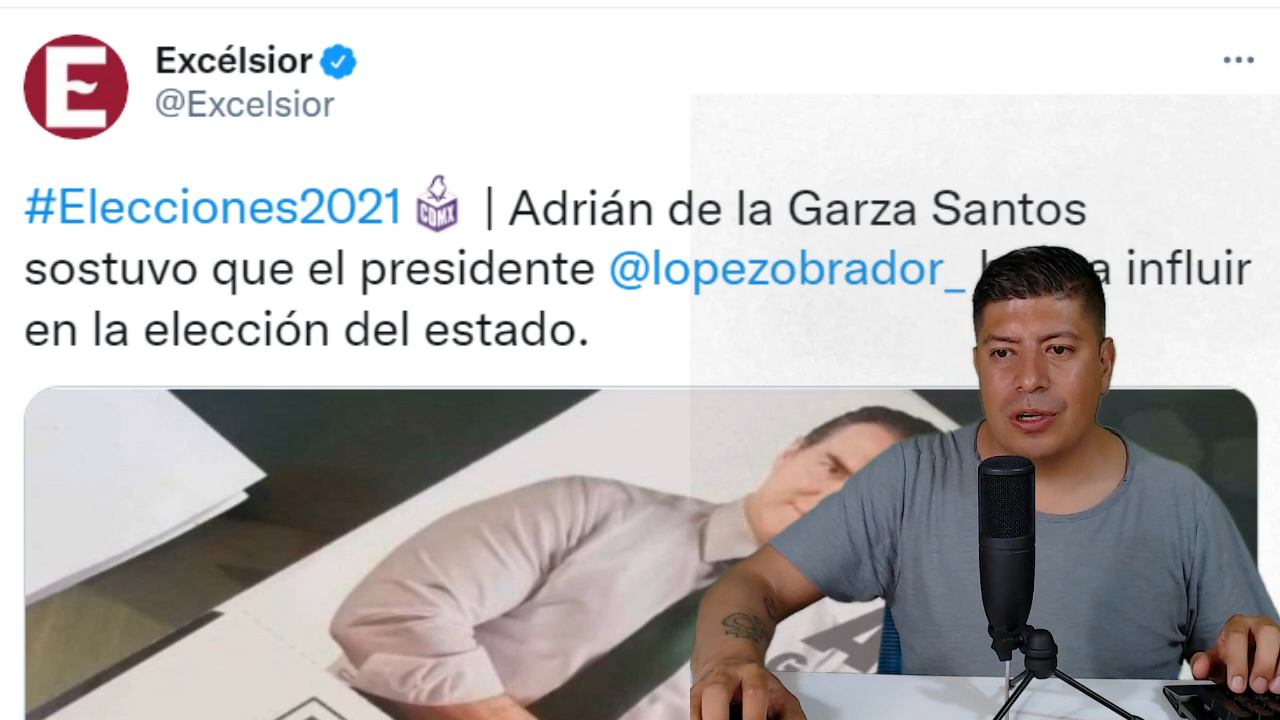 E
Excélsior
@Excelsior
#Elecciones2021 CDMX | Adrián de la Garza Santos
sostuvo que el presidente @lopezobrador_ influir
en la elección del estado.